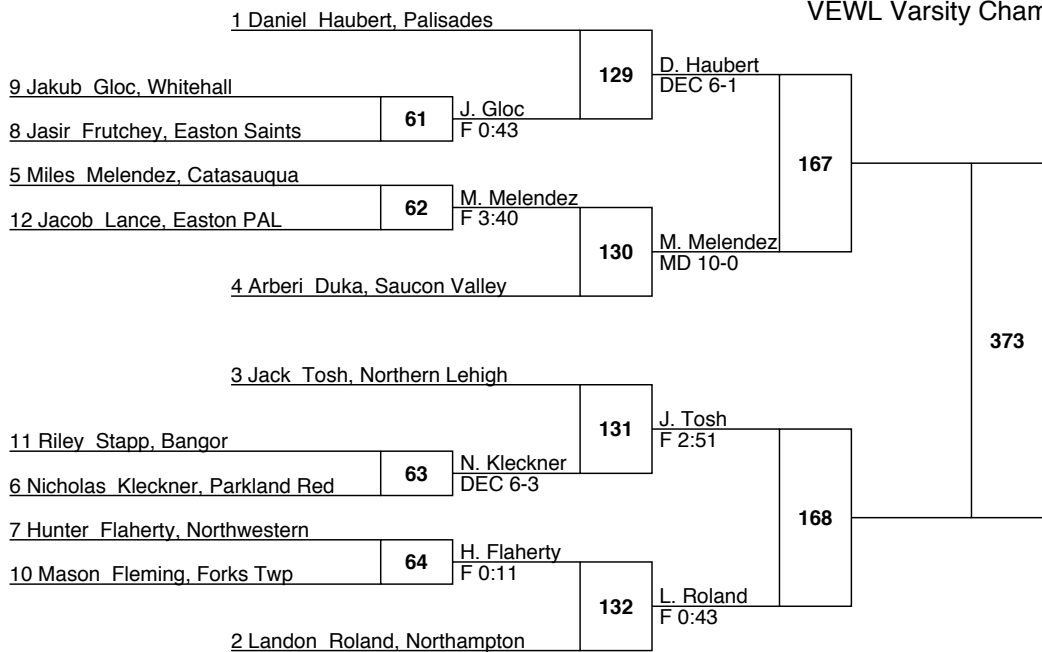 VEWL Varsity Cham
1 Daniel Haubert, Palisades
129
D. Haubert
DEC 6-1
9 Jakub Gloc, Whitehall
61
J. Gloc
F 0:43
8 Jasir Frutchey, Easton Saints
167
5 Miles Melendez, Catasauqua
62
M. Melendez
F 3:40
12 Jacob Lance, Easton PAL
130
M. Melendez
MD 10-0
4 Arberi Duka, Saucon Valley
373
3 Jack Tosh, Northern Lehigh
131
J. Tosh
F 2:51
11 Riley Stapp, Bangor
63
N. Kleckner
DEC 6-3
6 Nicholas Kleckner, Parkland Red
168
7 Hunter Flaherty, Northwestern
64
H. Flaherty
F 0:11
10 Mason Fleming, Forks Twp
132
L. Roland
F 0:43
2 Landon Roland, Northampton